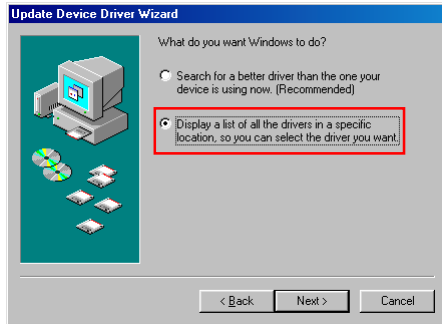 Update Device Driver Wizard
What do you want Windows to do?
Search for a better driver than the one your
device is using now. (Recommended)
Display a list of all the drivers in a specific
location, so you can select the driver you want.
< Back
Next >
Cancel